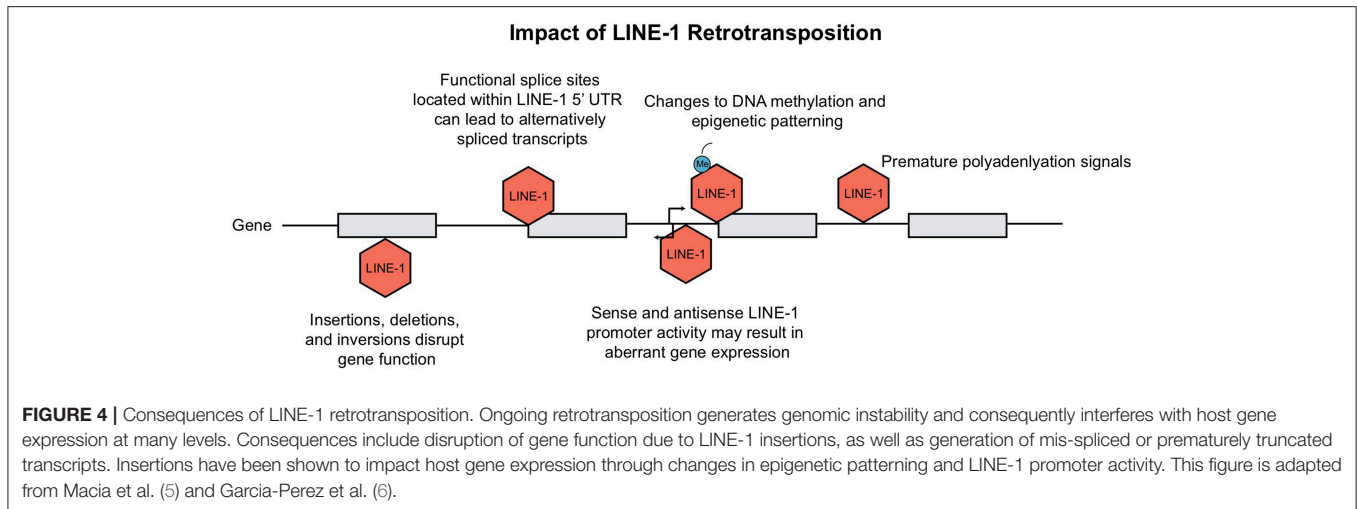 Impact of LINE-1 Retrotransposition
Functional splice sites
located within LINE-1 5' UTR
can lead to alternatively
spliced transcripts
Changes to DNA methylation and
epigenetic patterning
Me
Premature polyadenlyation signals
LINE-1
LINE-1
LINE-1
Gene
LINE-1
LINE-1
Insertions, deletions,
and inversions disrupt
gene function
Sense and antisense LINE-1
promoter activity may result in
aberrant gene expression
FIGURE 4 | Consequences of LINE-1 retrotransposition. Ongoing retrotransposition generates genomic instability and consequently interferes with host gene
expression at many levels. Consequences include disruption of gene function due to LINE-1 insertions, as well as generation of mis-spliced or prematurely truncated
transcripts. Insertions have been shown to impact host gene expression through changes in epigenetic patterning and LINE-1 promoter activity. This figure is adapted
from Macia et al. (5) and Garcia-Perez et al. (6).